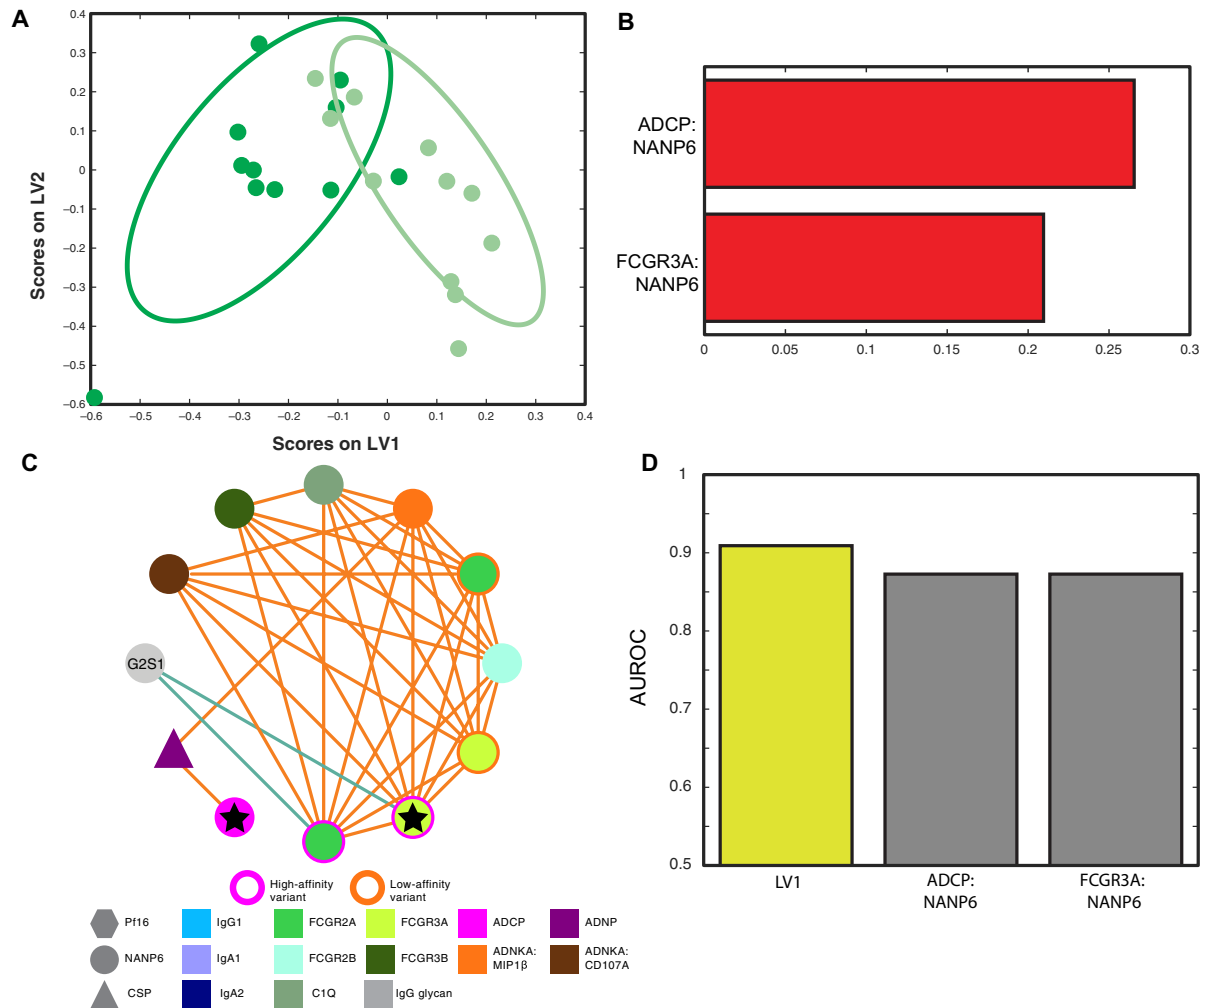 A
0.4
0.3
0.2
0.1
0
−0.1
−0.2
−0.3
−0.4
−0.5
−0.6
Scores on LV2
−0.6 −0.5 −0.4 −0.3 −0.2 −0.1 0 0.1 0.2 0.3 0.4
Scores on LV1
B
ADCP:
NANP6
FCGR3A:
NANP6
0 0.05 0.1 0.15 0.2 0.25 0.3
C
G2S1
High-affinity
variant
Low-affinity
variant
Pf16 IgG1 FCGR2A FCGR3A ADCP ADNP
NANP6 IgA1 FCGR2B FCGR3B ADNKA:
MIP1β
ADNKA:
CD107A
CSP IgA2 C1Q IgG glycan
D
1
0.9
0.8
0.7
0.6
0.5
AUROC
LV1
ADCP:
NANP6
FCGR3A:
NANP6